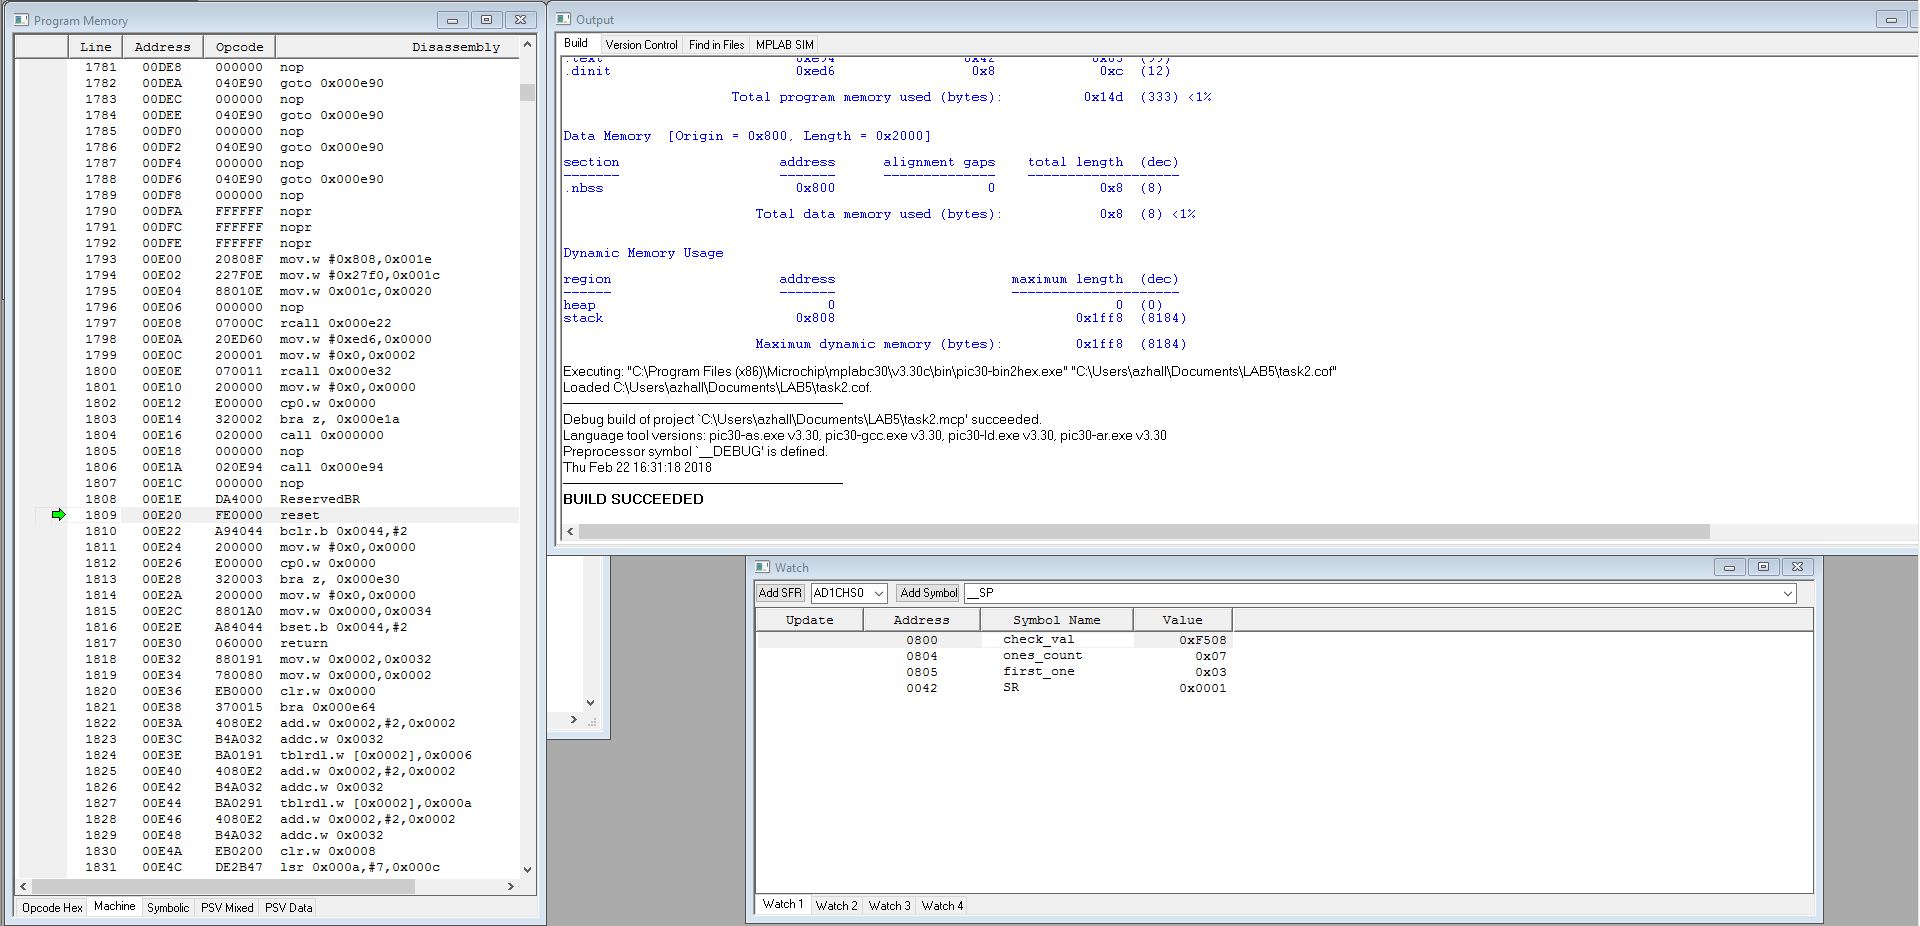 Program Memory
Line Address Opcode Disassembly
1781 00DE8 000000 nop
1782 00DEA 040E90 goto 0x000e90
1783 00DEC 000000 nop
1784 00DEE 040E90 goto 0x000e90
1785 00DF0 000000 nop
1786 00DF2 040E90 goto 0x000e90
1787 00DF4 000000 nop
1788 00DF6 040E90 goto 0x000e90
1789 00DF8 000000 nop
1790 00DFA FFFFFF nopr
1791 00DFC FFFFFF nopr
1792 00DFE FFFFFF nopr
1793 00E00 20808F mov.w #0x808,0x001e
1794 00E02 227F0E mov.w #0x27f0,0x001c
1795 00E04 88010E mov.w 0x001c,0x0020
1796 00E06 000000 nop
1797 00E08 07000C rcall 0x000e22
1798 00E0A 20ED60 mov.w #0xed6,0x0000
1799 00E0C 200001 mov.w #0x0,0x0002
1800 00E0E 070011 rcall 0x000e32
1801 00E10 200000 mov.w #0x0,0x0000
1802 00E12 E00000 cp0.w 0x0000
1803 00E14 320002 bra z, 0x000e1a
1804 00E16 020000 call 0x000000
1805 00E18 000000 nop
1806 00E1A 020E94 call 0x000e94
1807 00E1C 000000 nop
1808 00E1E DA4000 ReservedBR
1809 00E20 FE0000 reset
1810 00E22 A94044 bclr.b 0x0044,#2
1811 00E24 200000 mov.w #0x0,0x0000
1812 00E26 E00000 cp0.w 0x0000
1813 00E28 320003 bra z, 0x000e30
1814 00E2A 200000 mov.w #0x0,0x0000
1815 00E2C 8801A0 mov.w 0x0000,0x0034
1816 00E2E A84044 bset.b 0x0044,#2
1817 00E30 060000 return
1818 00E32 880191 mov.w 0x0002,0x0032
1819 00E34 780080 mov.w 0x0000,0x0002
1820 00E36 EB0000 clr.w 0x0000
1821 00E38 370015 bra 0x000e64
1822 00E3A 4080E2 add.w 0x0002,#2,0x0002
1823 00E3C B4A032 addc.w 0x0032
1824 00E3E BA0191 tblrdl.w [0x0002],0x0006
1825 00E40 4080E2 add.w 0x0002,#2,0x0002
1826 00E42 B4A032 addc.w 0x0032
1827 00E44 BA0291 tblrdl.w [0x0002],0x000a
1828 00E46 4080E2 add.w 0x0002,#2,0x0002
1829 00E48 B4A032 addc.w 0x0032
1830 00E4A EB0200 clr.w 0x0008
1831 00E4C DE2B47 lsr 0x000a,#7,0x000c
Opcode Hex Machine Symbolic PSV Mixed PSV Data
Output
Build Version Control Find in Files MPLAB SIM
.text 0xe94 0x42 0x63 (99)
.dinit 0xed6 0x8 0xc (12)
Total program memory used (bytes): 0x14d (333) <1%
Data Memory [Origin = 0x800, Length = 0x2000]
section address alignment gaps total length (dec)
------- ------- -------------- -------------------
.nbss 0x800 0 0x8 (8)
Total data memory used (bytes): 0x8 (8) <1%
Dynamic Memory Usage
region address maximum length (dec)
------ ------- ---------------------
heap 0 0 (0)
stack 0x808 0x1ff8 (8184)
Maximum dynamic memory (bytes): 0x1ff8 (8184)
Executing: "C:\Program Files (x86)\Microchip\mplabc30\v3.30c\bin\pic30-bin2hex.exe" "C:\Users\azhall\Documents\LAB5\task2.cof"
Loaded C:\Users\azhall\Documents\LAB5\task2.cof.
Debug build of project `C:\Users\azhall\Documents\LAB5\task2.mcp' succeeded.
Language tool versions: pic30-as.exe v3.30, pic30-gcc.exe v3.30, pic30-ld.exe v3.30, pic30-ar.exe v3.30
Preprocessor symbol `__DEBUG' is defined.
Thu Feb 22 16:31:18 2018
BUILD SUCCEEDED
Watch
Add SFR AD1CHS0 Add Symbol __SP
Update Address Symbol Name Value
0800 check_val 0xF508
0804 ones_count 0x07
0805 first_one 0x03
0042 SR 0x0001
Watch 1 Watch 2 Watch 3 Watch 4